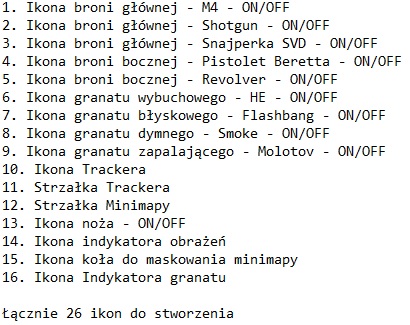 1. Ikona broni głównej - M4 - ON/OFF
2. Ikona broni głównej - Shotgun - ON/OFF
3. Ikona broni głównej - Snajperka SVD - ON/OFF
4. Ikona broni bocznej - Pistolet Beretta - ON/OFF
5. Ikona broni bocznej - Revolver - ON/OFF
6. Ikona granatu wybuchowego - HE - ON/OFF
7. Ikona granatu błyskowego - Flashbang - ON/OFF
8. Ikona granatu dymnego - Smoke - ON/OFF
9. Ikona granatu zapalającego - Molotov - ON/OFF
10. Ikona Trackera
11. Strzałka Trackera
12. Strzałka Minimapy
13. Ikona noża - ON/OFF
14. Ikona indykatora obrażeń
15. Ikona koła do maskowania minimapy
16. Ikona Indykatora granatu
Łącznie 26 ikon do stworzenia